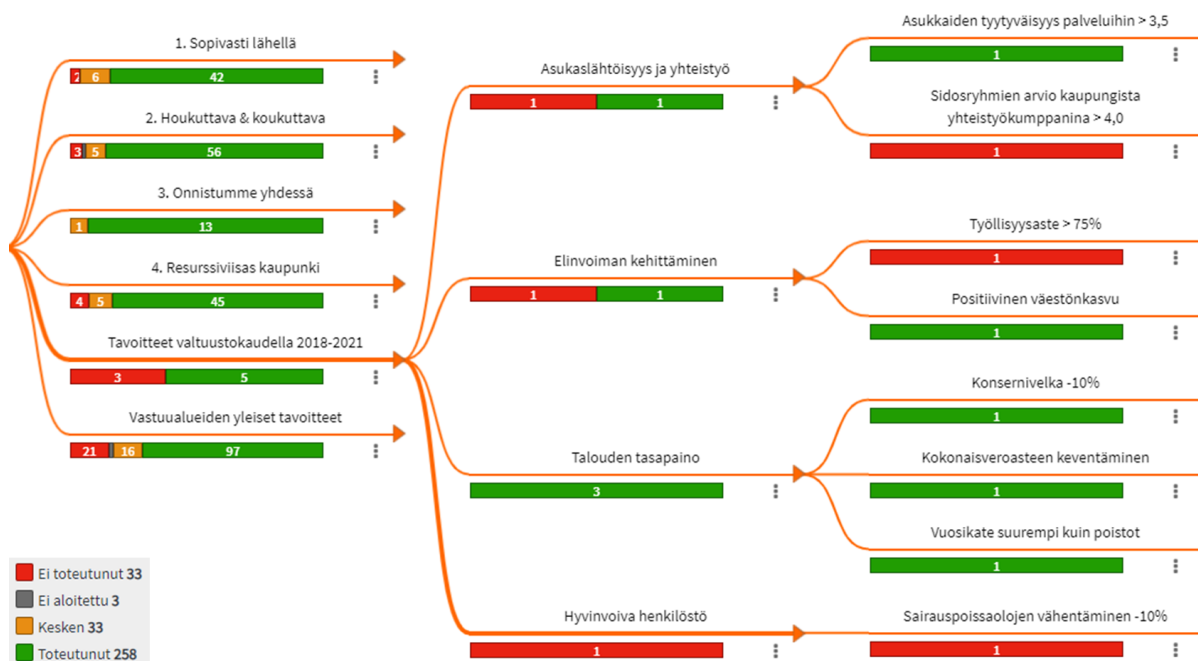 1. Sopivasti lähellä
2 6 42
2. Houkuttava & koukuttava
3 5 56
3. Onnistumme yhdessä
1 13
4. Resurssiviisas kaupunki
4 5 45
Tavoitteet valtuustokaudella 2018-2021
3 5
Vastuualueiden yleiset tavoitteet
21 16 97
Ei toteutunut 33
Ei aloitettu 3
Kesken 33
Toteutunut 258
Asukaslähtöisyys ja yhteistyö
1 1
Elinvoiman kehittäminen
1 1
Talouden tasapaino
3
Hyvinvoiva henkilöstö
1
Asukkaiden tyytyväisyys palveluihin > 3,5
1
Sidosryhmien arvio kaupungista
yhteistyökumppanina > 4,0
1
Työllisyysaste > 75%
1
Positiivinen väestönkasvu
1
Konsernivelka -10%
1
Kokonaisveroasteen keventäminen
1
Vuosikate suurempi kuin poistot
1
Sairauspoissaolojen vähentäminen -10%
1